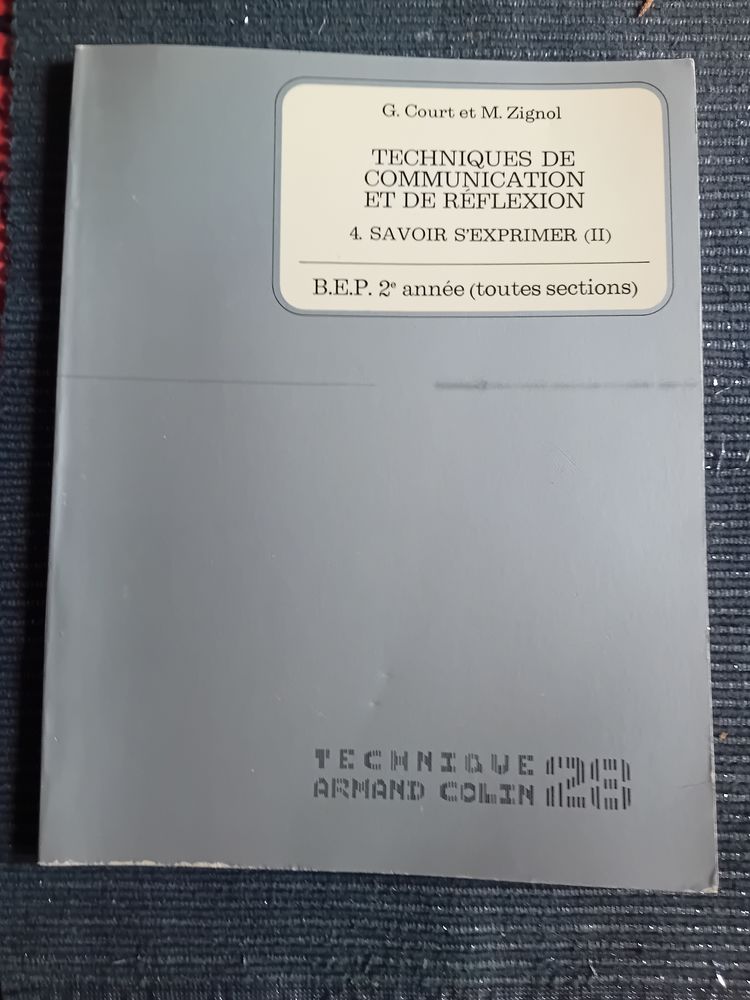 G. Court et M. Zignol
TECHNIQUES DE
COMMUNICATION
ET DE RÉFLEXION
4. SAVOIR S'EXPRIMER (II)
B.E.P. 2e année (toutes sections)
TECHNIQUE
ARMAND COLIN 28